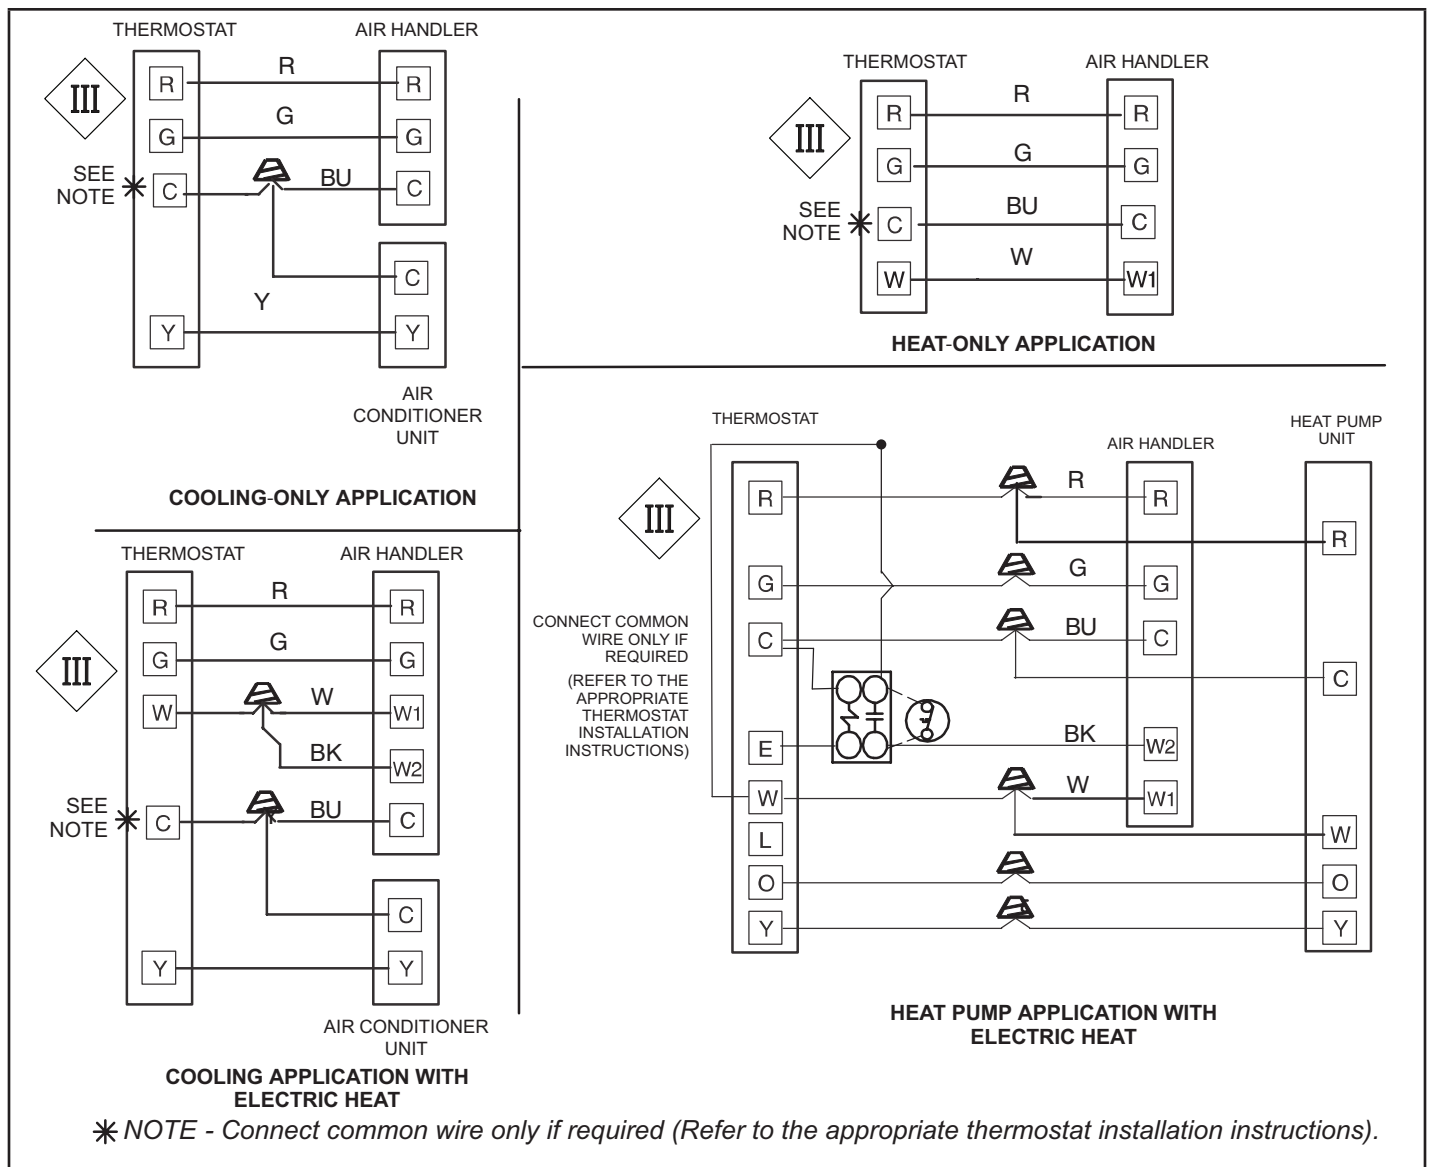 THERMOSTAT AIR HANDLER
III
R R R
G G G
SEE
NOTE
C BU C
C
Y
Y Y
AIR
CONDITIONER
UNIT
COOLING-ONLY APPLICATION
THERMOSTAT AIR HANDLER
III
R R R
G G G
SEE
NOTE
C BU C
W W W1
HEAT-ONLY APPLICATION
THERMOSTAT AIR HANDLER
III
R R R
G G G
W W W1
BK W2
SEE
NOTE
C BU C
C
Y Y
AIR CONDITIONER
UNIT
COOLING APPLICATION WITH
ELECTRIC HEAT
THERMOSTAT
AIR HANDLER
HEAT PUMP
UNIT
III
R R R
R
G G G
CONNECT COMMON
WIRE ONLY IF
REQUIRED
(REFER TO THE
APPROPRIATE
THERMOSTAT
INSTALLATION
INSTRUCTIONS)
C BU C
C
E BK W2
W W W1
L W
O O
Y Y
HEAT PUMP APPLICATION WITH
ELECTRIC HEAT
NOTE - Connect common wire only if required (Refer to the appropriate thermostat installation instructions).